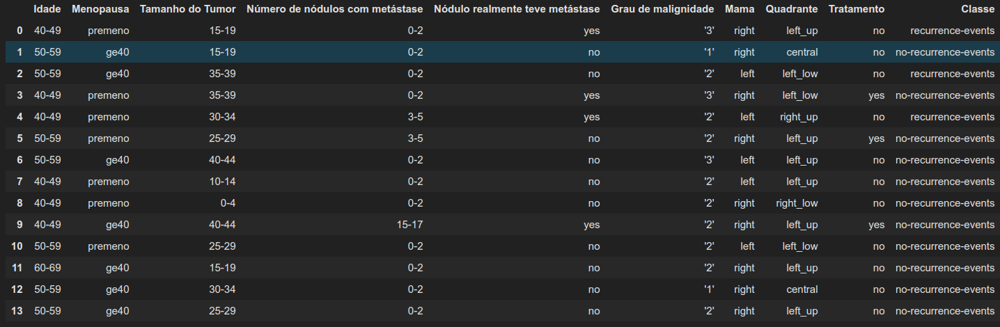 Idade Menopausa Tamanho do Tumor Número de nódulos com metástase Nódulo realmente teve metástase Grau de malignidade Mama Quadrante Tratamento Classe
0 40-49 premeno 15-19 0-2 yes '3' right left_up no recurrence-events
1 50-59 ge40 15-19 0-2 no '1' right central no no-recurrence-events
2 50-59 ge40 35-39 0-2 no '2' left left_low no recurrence-events
3 40-49 premeno 35-39 0-2 yes '3' right left_low yes no-recurrence-events
4 40-49 premeno 30-34 3-5 yes '2' left right_up no recurrence-events
5 50-59 premeno 25-29 3-5 no '2' right left_up yes no-recurrence-events
6 50-59 ge40 40-44 0-2 no '3' left left_up no no-recurrence-events
7 40-49 premeno 10-14 0-2 no '2' left left_up no no-recurrence-events
8 40-49 premeno 0-4 0-2 no '2' right right_low no no-recurrence-events
9 40-49 ge40 40-44 15-17 yes '2' right left_up yes no-recurrence-events
10 50-59 premeno 25-29 0-2 no '2' left left_low no no-recurrence-events
11 60-69 ge40 15-19 0-2 no '2' right left_up no no-recurrence-events
12 50-59 ge40 30-34 0-2 no '1' right central no no-recurrence-events
13 50-59 ge40 25-29 0-2 no '2' right left_up no no-recurrence-events